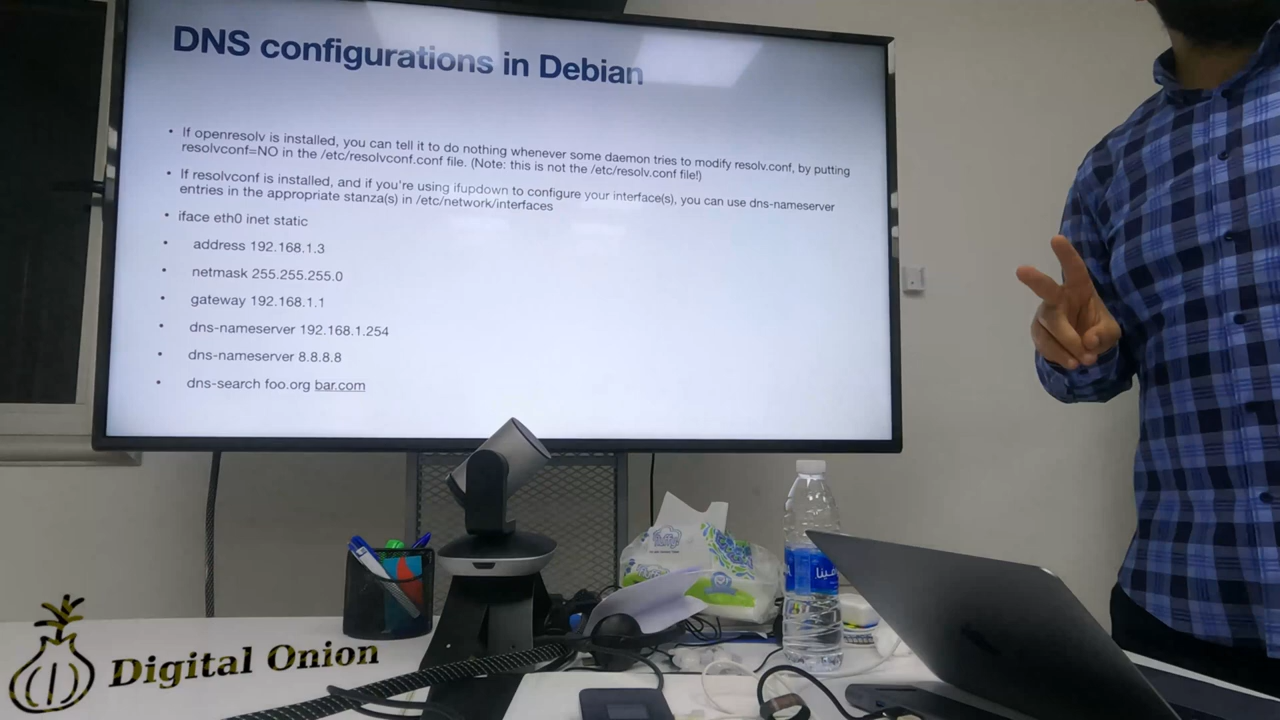 DNS configurations in Debian
• If openresolv is installed, you can tell it to do nothing whenever some daemon tries to modify resolv.conf, by putting
resolvconf=NO in the /etc/resolvconf.conf file. (Note: this is not the /etc/resolv.conf file!)
• If resolvconf is installed, and if you're using ifupdown to configure your interface(s), you can use dns-nameserver
entries in the appropriate stanza(s) in /etc/network/interfaces
• iface eth0 inet static
• address 192.168.1.3
• netmask 255.255.255.0
• gateway 192.168.1.1
• dns-nameserver 192.168.1.254
• dns-nameserver 8.8.8.8
• dns-search foo.org bar.com
Digital Onion